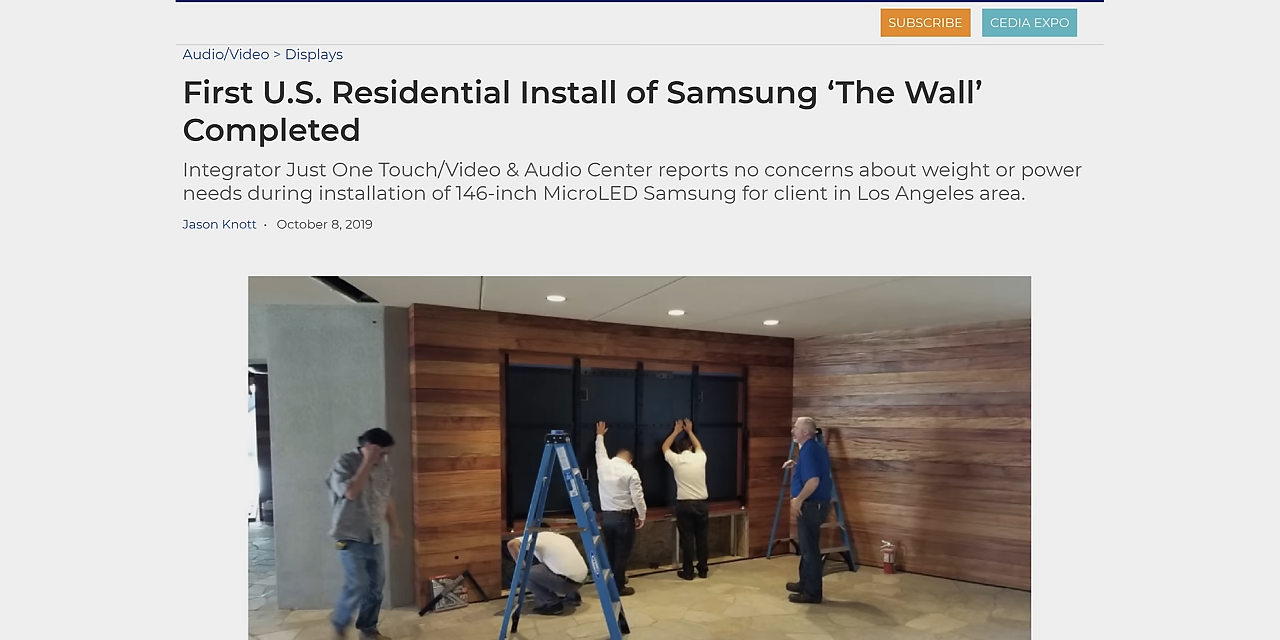 SUBSCRIBE CEDIA EXPO
Audio/Video > Displays
First U.S. Residential Install of Samsung ‘The Wall’
Completed
Integrator Just One Touch/Video & Audio Center reports no concerns about weight or power
needs during installation of 146-inch MicroLED Samsung for client in Los Angeles area.
Jason Knott • October 8, 2019